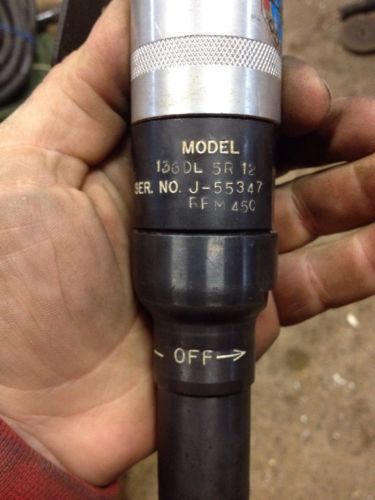 MODEL
136DL 5R 12
SER. NO. J-55347
RPM 450
- OFF →